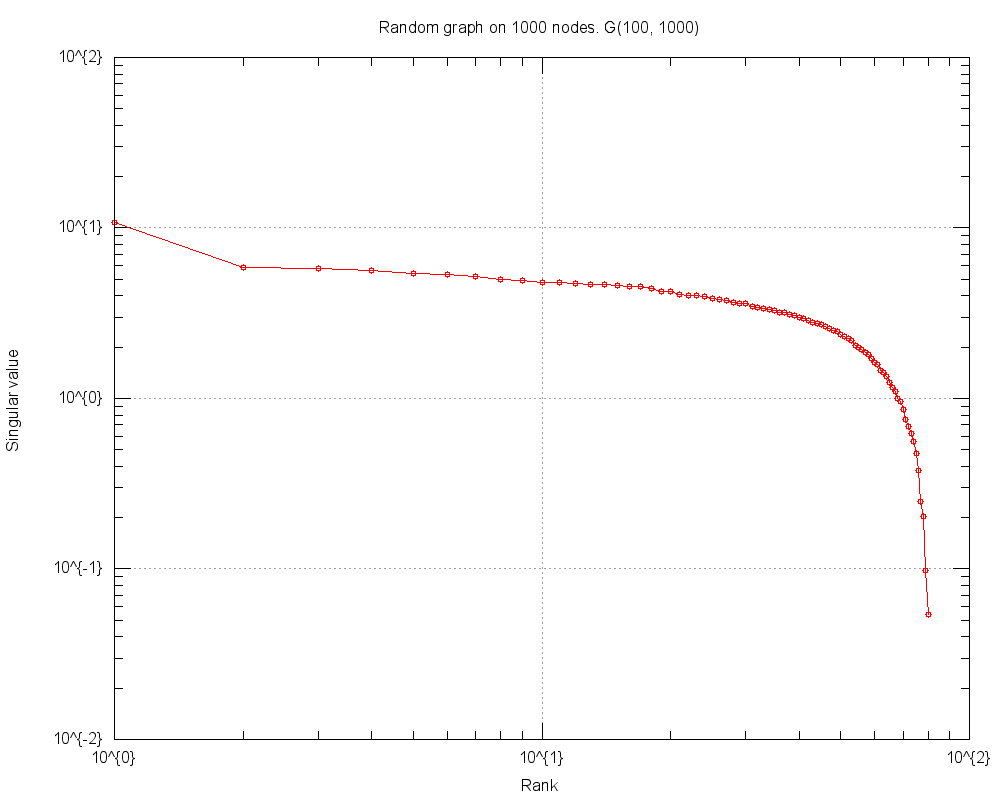 Random graph on 1000 nodes. G(100, 1000)
10^{2}
10^{1}
10^{0}
10^{-1}
10^{-2}
Singular value
10^{0}
10^{1}
10^{2}
Rank